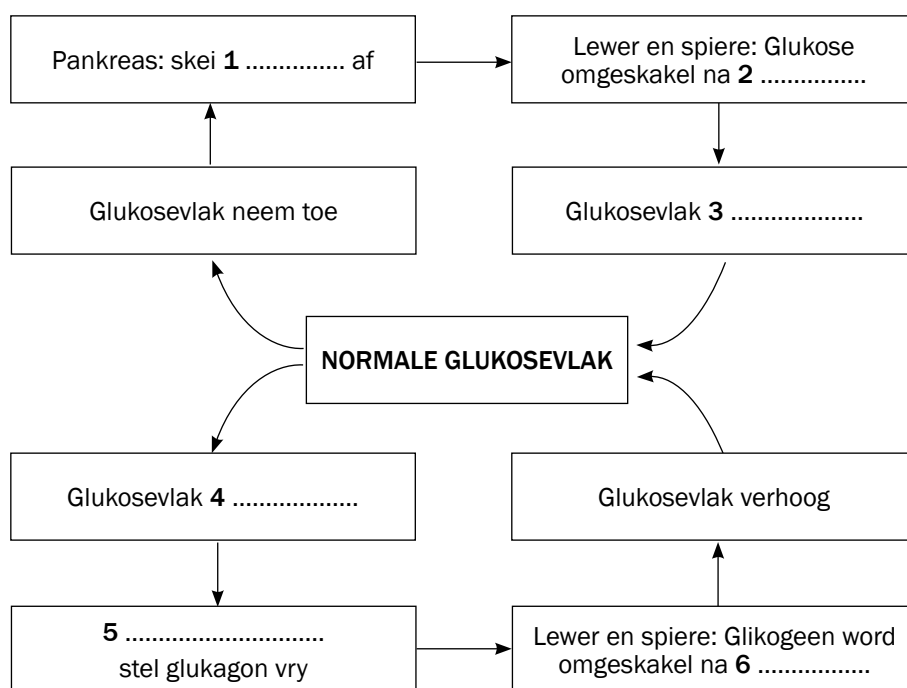 Pankreas: skei 1 ............... af
Lewer en spiere: Glukose
omgeskakel na 2 ...............
Glukosevlak neem toe
Glukosevlak 3 .....................
NORMALE GLUKOSEVLAK
Glukosevlak 4 ....................
Glukosevlak verhoog
5 ...............................
stel glukagon vry
Lewer en spiere: Glikogeen word
omgeskakel na 6 .................